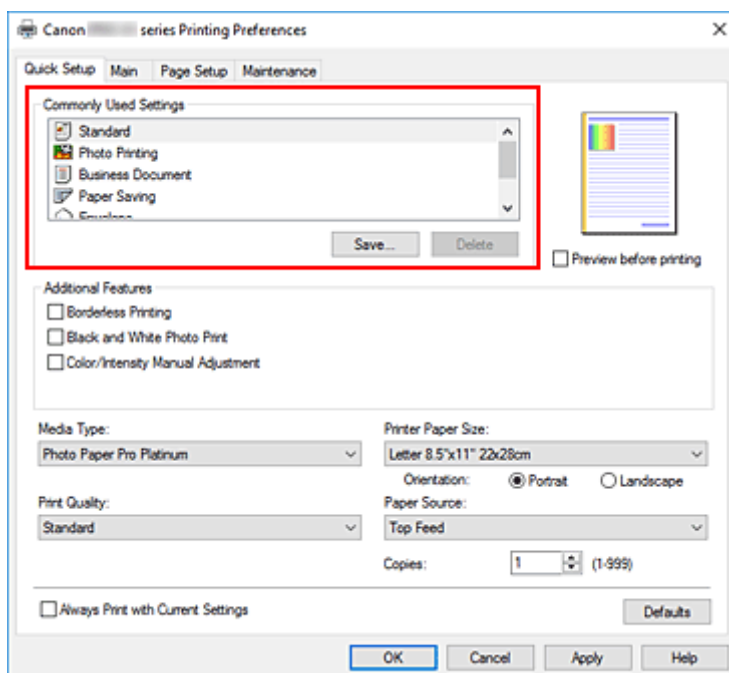 Canon series Printing Preferences
Quick Setup Main Page Setup Maintenance
Commonly Used Settings
Standard
Photo Printing
Business Document
Paper Saving
Envelope
Save... Delete
Preview before printing
Additional Features
Borderless Printing
Black and White Photo Print
Color/Intensity Manual Adjustment
Media Type: Printer Paper Size:
Photo Paper Pro Platinum Letter 8.5"x11" 22x28cm
Orientation: Portrait Landscape
Print Quality: Paper Source:
Standard Top Feed
Copies: 1 (1-999)
Always Print with Current Settings Defaults
OK Cancel Apply Help